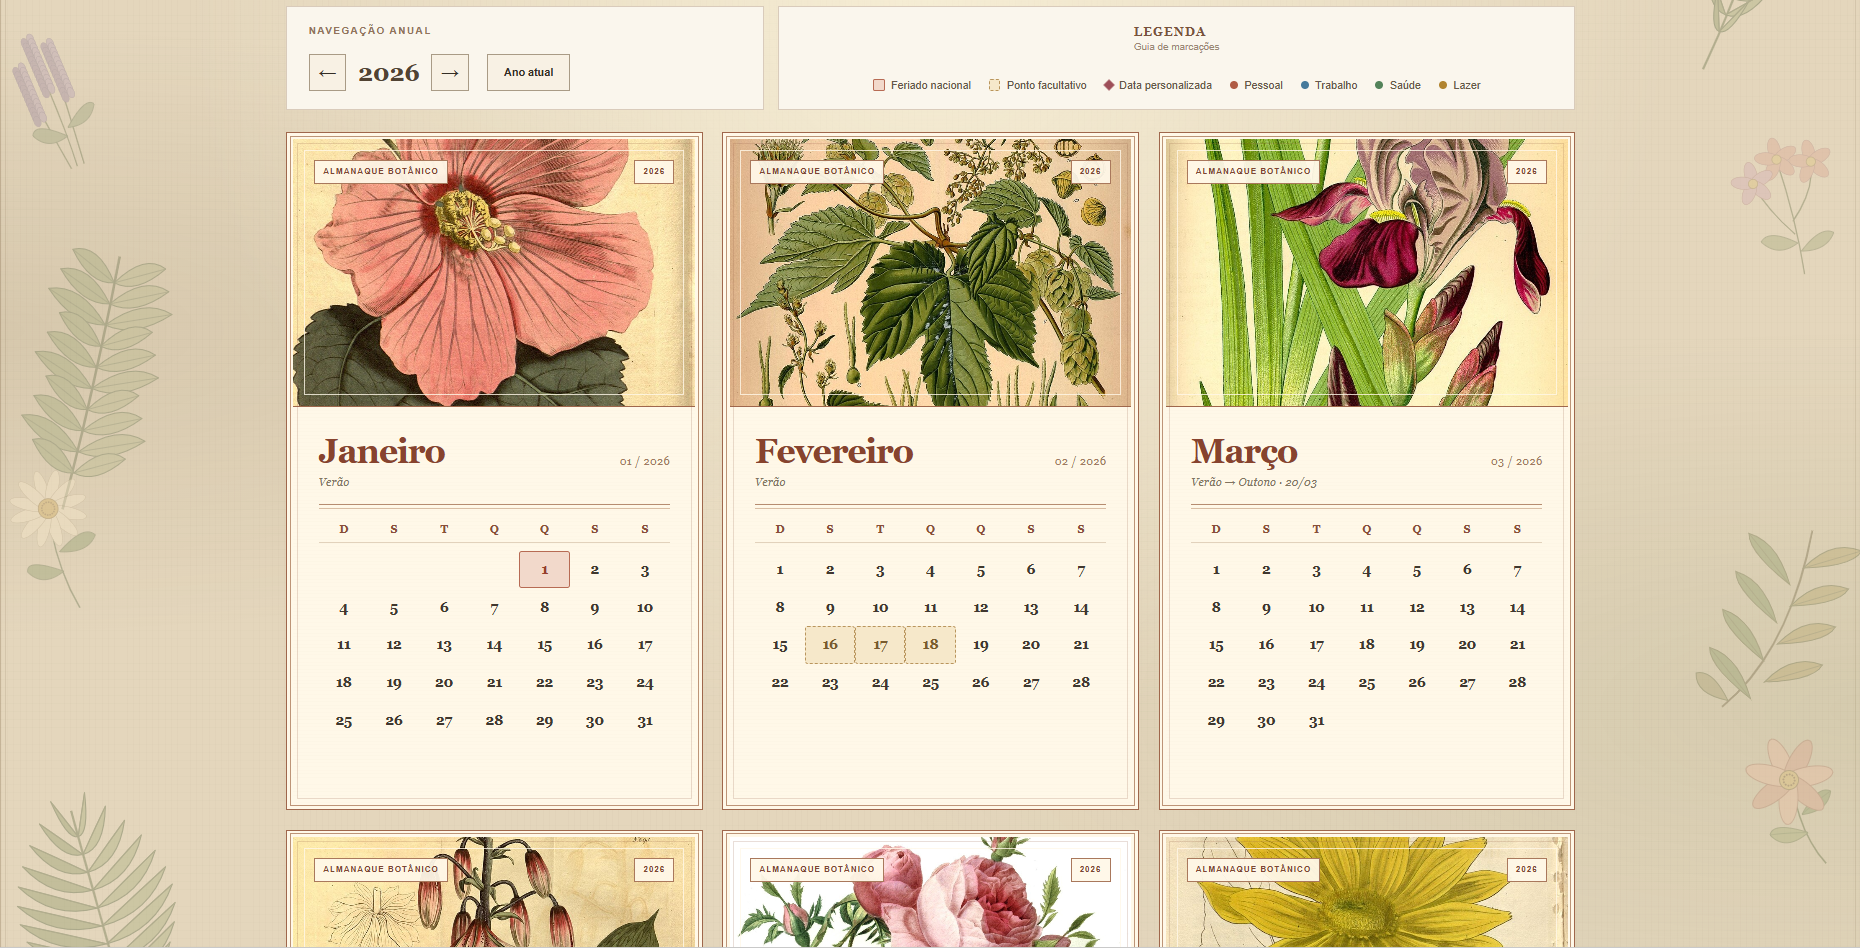 NAVEGAÇÃO ANUAL
← 2026 → Ano atual
LEGENDA
Guia de marcações
Feriado nacional Ponto facultativo Data personalizada Pessoal Trabalho Saúde Lazer
ALMANAQUE BOTÂNICO 2026
Janeiro 01 / 2026
Verão
D S T Q Q S S
1 2 3
4 5 6 7 8 9 10
11 12 13 14 15 16 17
18 19 20 21 22 23 24
25 26 27 28 29 30 31
ALMANAQUE BOTÂNICO 2026
Fevereiro 02 / 2026
Verão
D S T Q Q S S
1 2 3 4 5 6 7
8 9 10 11 12 13 14
15 16 17 18 19 20 21
22 23 24 25 26 27 28
ALMANAQUE BOTÂNICO 2026
Março 03 / 2026
Verão → Outono · 20/03
D S T Q Q S S
1 2 3 4 5 6 7
8 9 10 11 12 13 14
15 16 17 18 19 20 21
22 23 24 25 26 27 28
29 30 31
ALMANAQUE BOTÂNICO 2026
ALMANAQUE BOTÂNICO 2026
ALMANAQUE BOTÂNICO 2026